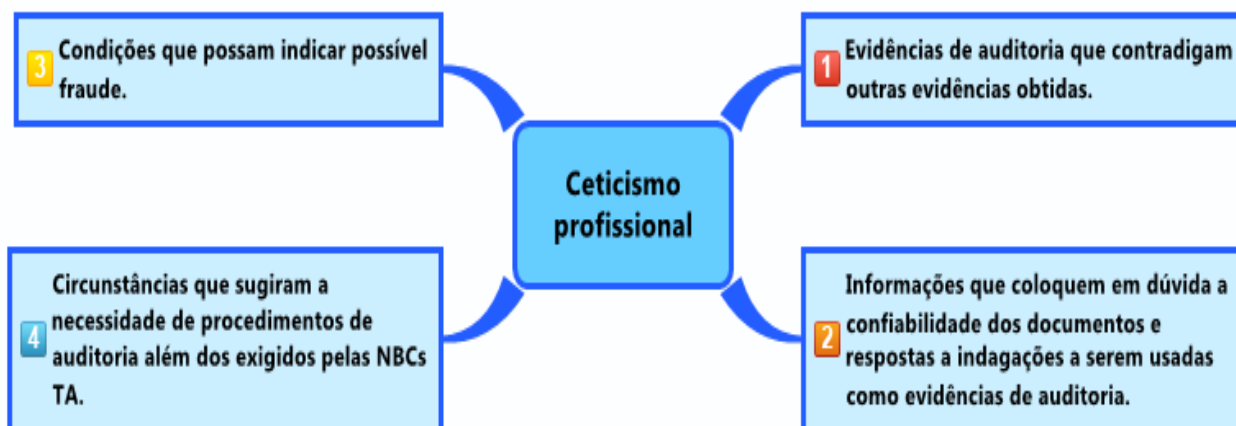 3
Condições que possam indicar possível
fraude.
1
Evidências de auditoria que contradigam
outras evidências obtidas.
Ceticismo
profissional
4
Circunstâncias que sugiram a
necessidade de procedimentos de
auditoria além dos exigidos pelas NBCs
TA.
2
Informações que coloquem em dúvida a
confiabilidade dos documentos e
respostas a indagações a serem usadas
como evidências de auditoria.